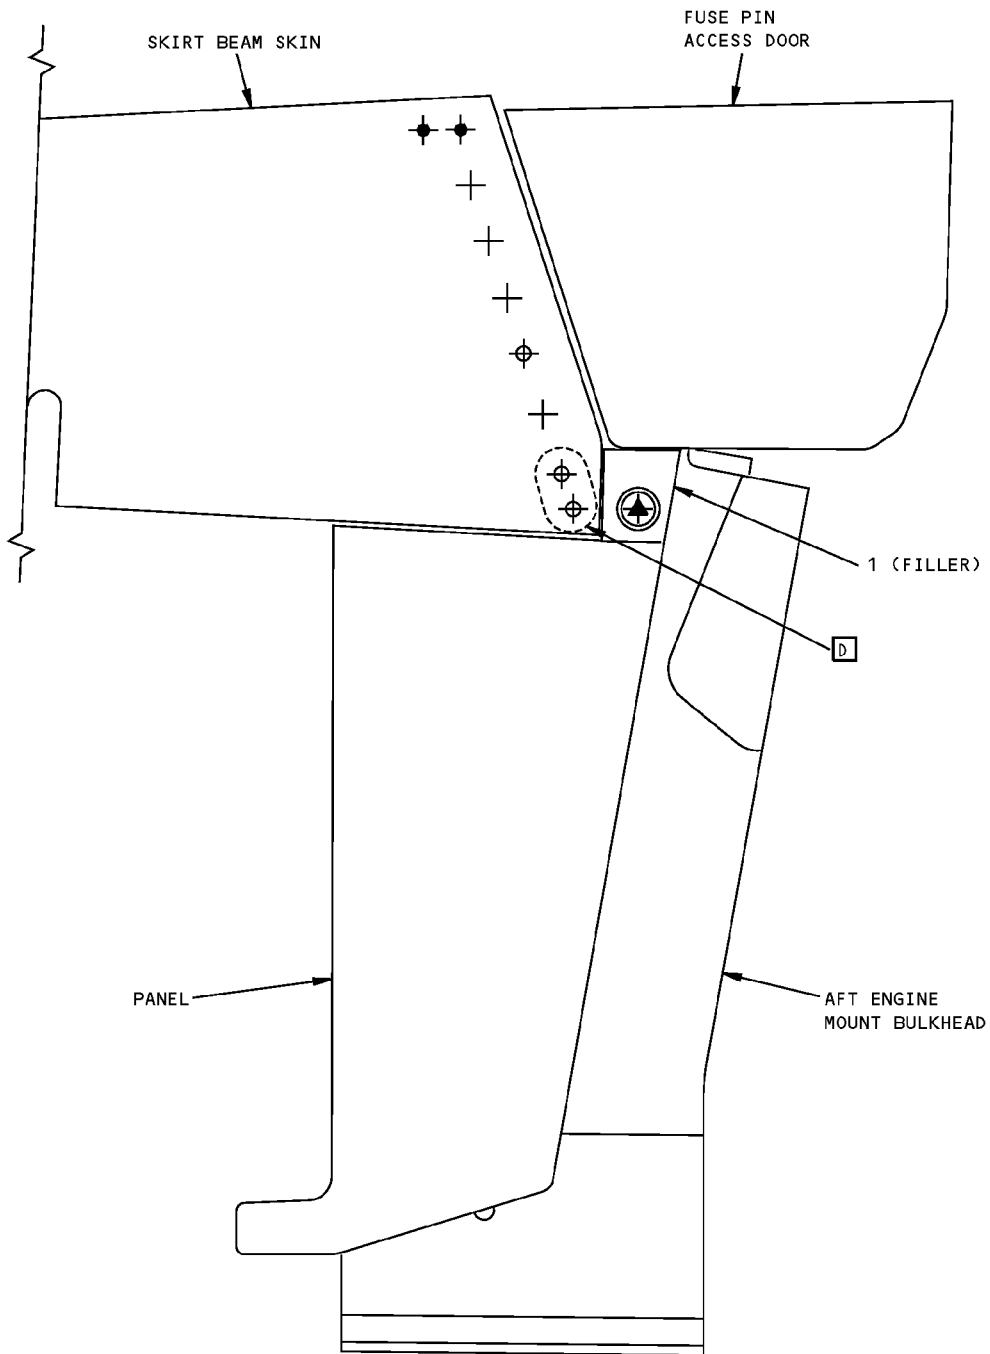 SKIRT BEAM SKIN
FUSE PIN
ACCESS DOOR
1 (FILLER)
D
PANEL
AFT ENGINE
MOUNT BULKHEAD